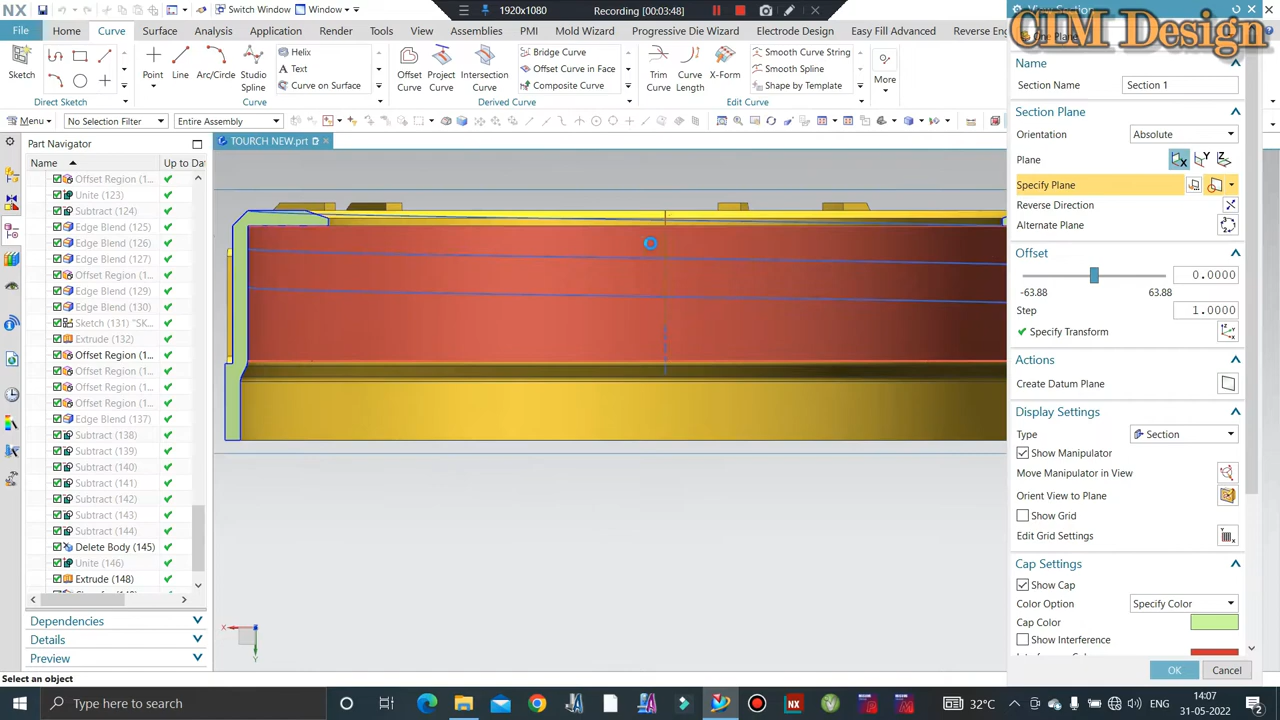 NX
Switch Window
Window
1920x1080
Recording [00:03:48]
View Section
CIM Design
File
Home
Curve
Surface
Analysis
Application
Render
Tools
View
Assemblies
PMI
Mold Wizard
Progressive Die Wizard
Electrode Design
Easy Fill Advanced
Reverse Eng
One Plane
Helix
Text
Curve on Surface
Bridge Curve
Offset Curve in Face
Composite Curve
Smooth Curve String
Smooth Spline
Shape by Template
Sketch
Point
Line
Arc/Circle
Studio Spline
Offset Curve
Project Curve
Intersection Curve
Trim Curve
Curve Length
X-Form
More
Direct Sketch
Curve
Derived Curve
Edit Curve
Menu
No Selection Filter
Entire Assembly
Part Navigator
TOURCH NEW.prt
Name
Up to Da
Offset Region (1...
Unite (123)
Subtract (124)
Edge Blend (125)
Edge Blend (126)
Edge Blend (127)
Offset Region (1...
Edge Blend (129)
Edge Blend (130)
Sketch (131) "SK...
Extrude (132)
Offset Region (1...
Offset Region (1...
Offset Region (1...
Offset Region (1...
Edge Blend (137)
Subtract (138)
Subtract (139)
Subtract (140)
Subtract (141)
Subtract (142)
Subtract (143)
Subtract (144)
Delete Body (145)
Unite (146)
Extrude (148)
Dependencies
Details
Preview
Select an object
X
Y
Name
Section Name
Section 1
Section Plane
Orientation
Absolute
Plane
Specify Plane
Reverse Direction
Alternate Plane
Offset
0.0000
-63.88
63.88
Step
1.0000
Specify Transform
Actions
Create Datum Plane
Display Settings
Type
Section
Show Manipulator
Move Manipulator in View
Orient View to Plane
Show Grid
Edit Grid Settings
Cap Settings
Show Cap
Color Option
Specify Color
Cap Color
Show Interference
OK
Cancel
Type here to search
32°C
ENG
14:07
31-05-2022
2